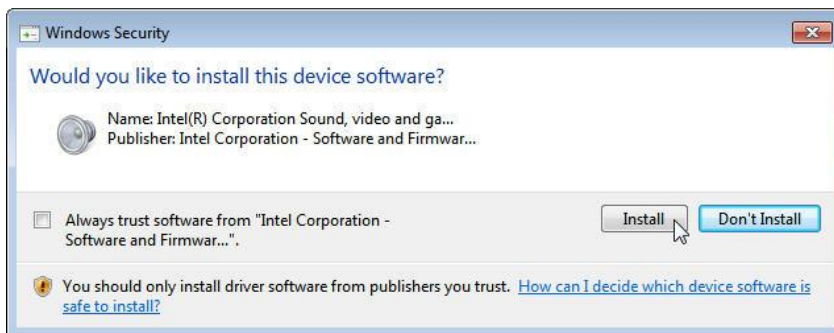 Windows Security
Would you like to install this device software?
Name: Intel(R) Corporation Sound, video and ga...
Publisher: Intel Corporation - Software and Firmwar...
Always trust software from "Intel Corporation -
Software and Firmwar...".
Install
Don't Install
You should only install driver software from publishers you trust. How can I decide which device software is
safe to install?